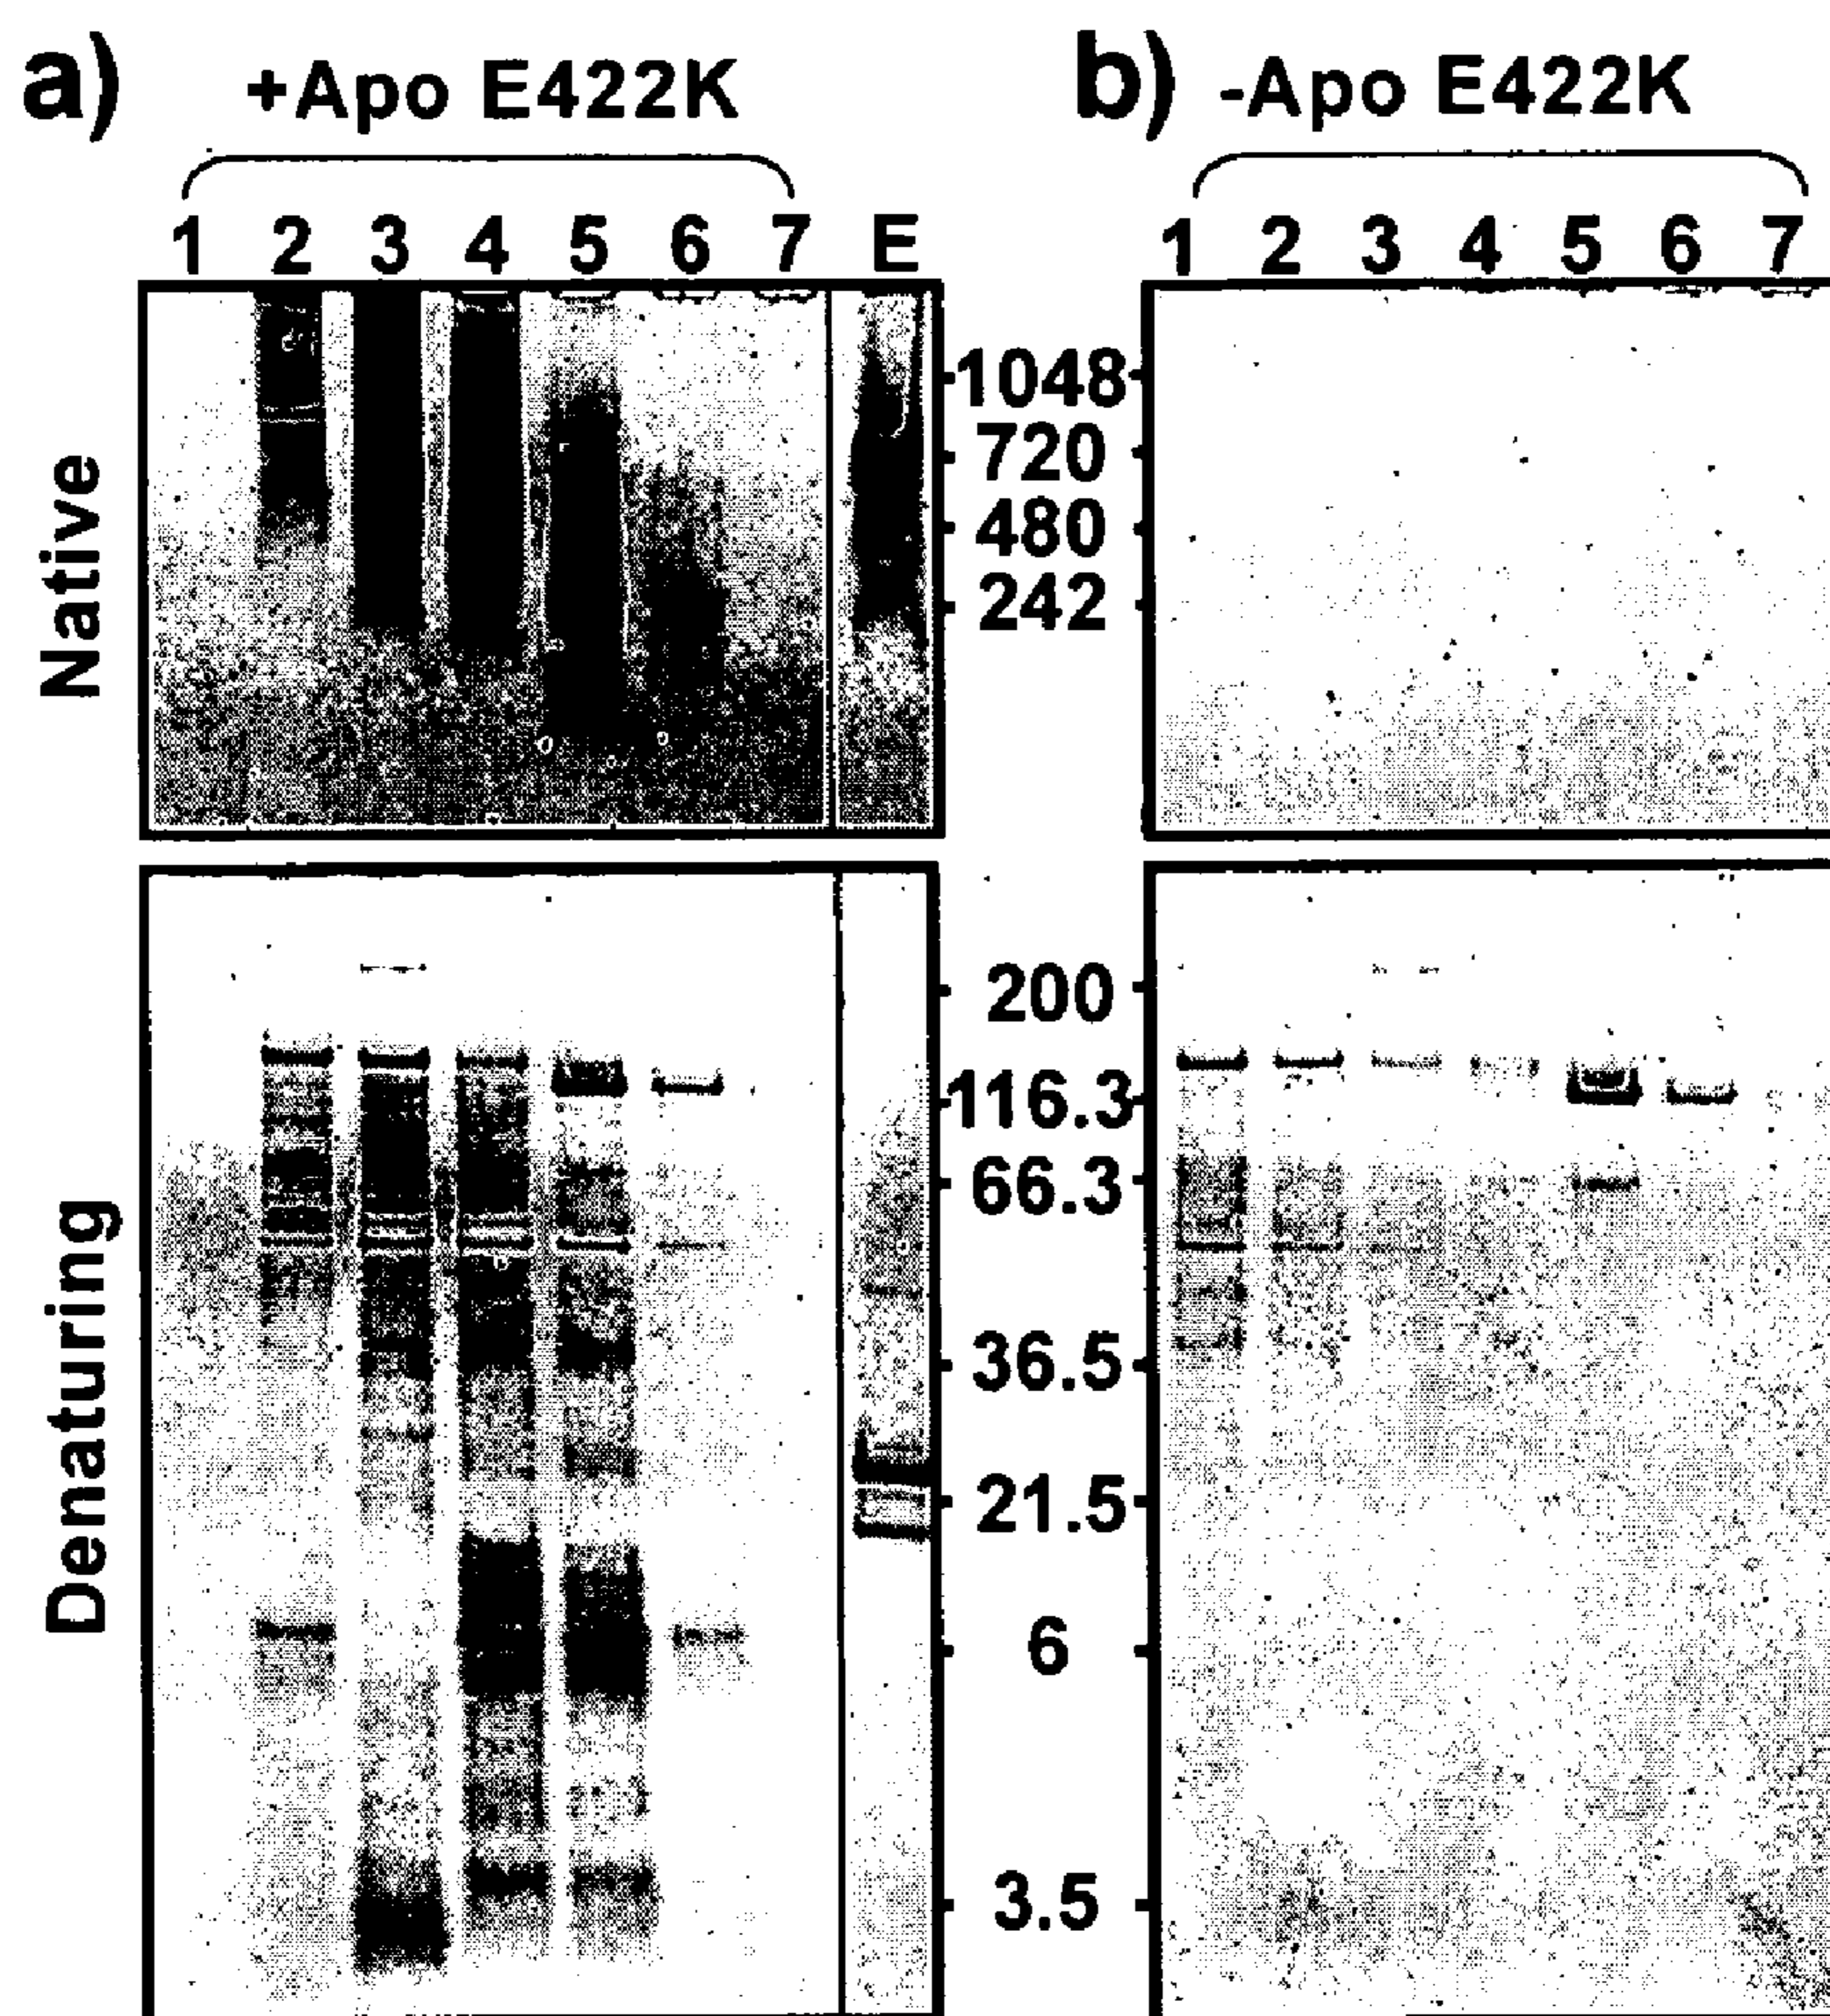 a) +Apo E422K
b) -Apo E422K
1 2 3 4 5 6 7 E
1 2 3 4 5 6 7
Native
1048
720
480
242
Denaturing
200
116.3
66.3
36.5
21.5
6
3.5